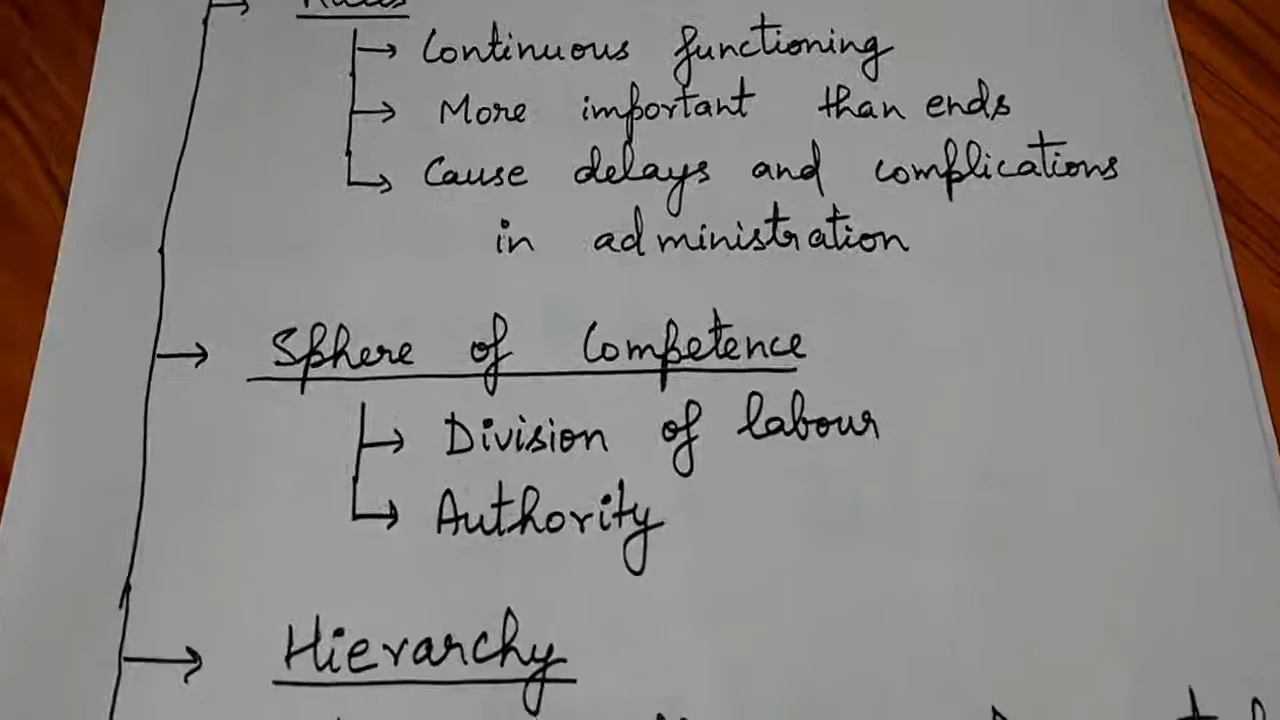 Rules
Continuous functioning
More important than ends
Cause delays and complications
in administration
Sphere of Competence
Division of labour
Authority
Hierarchy